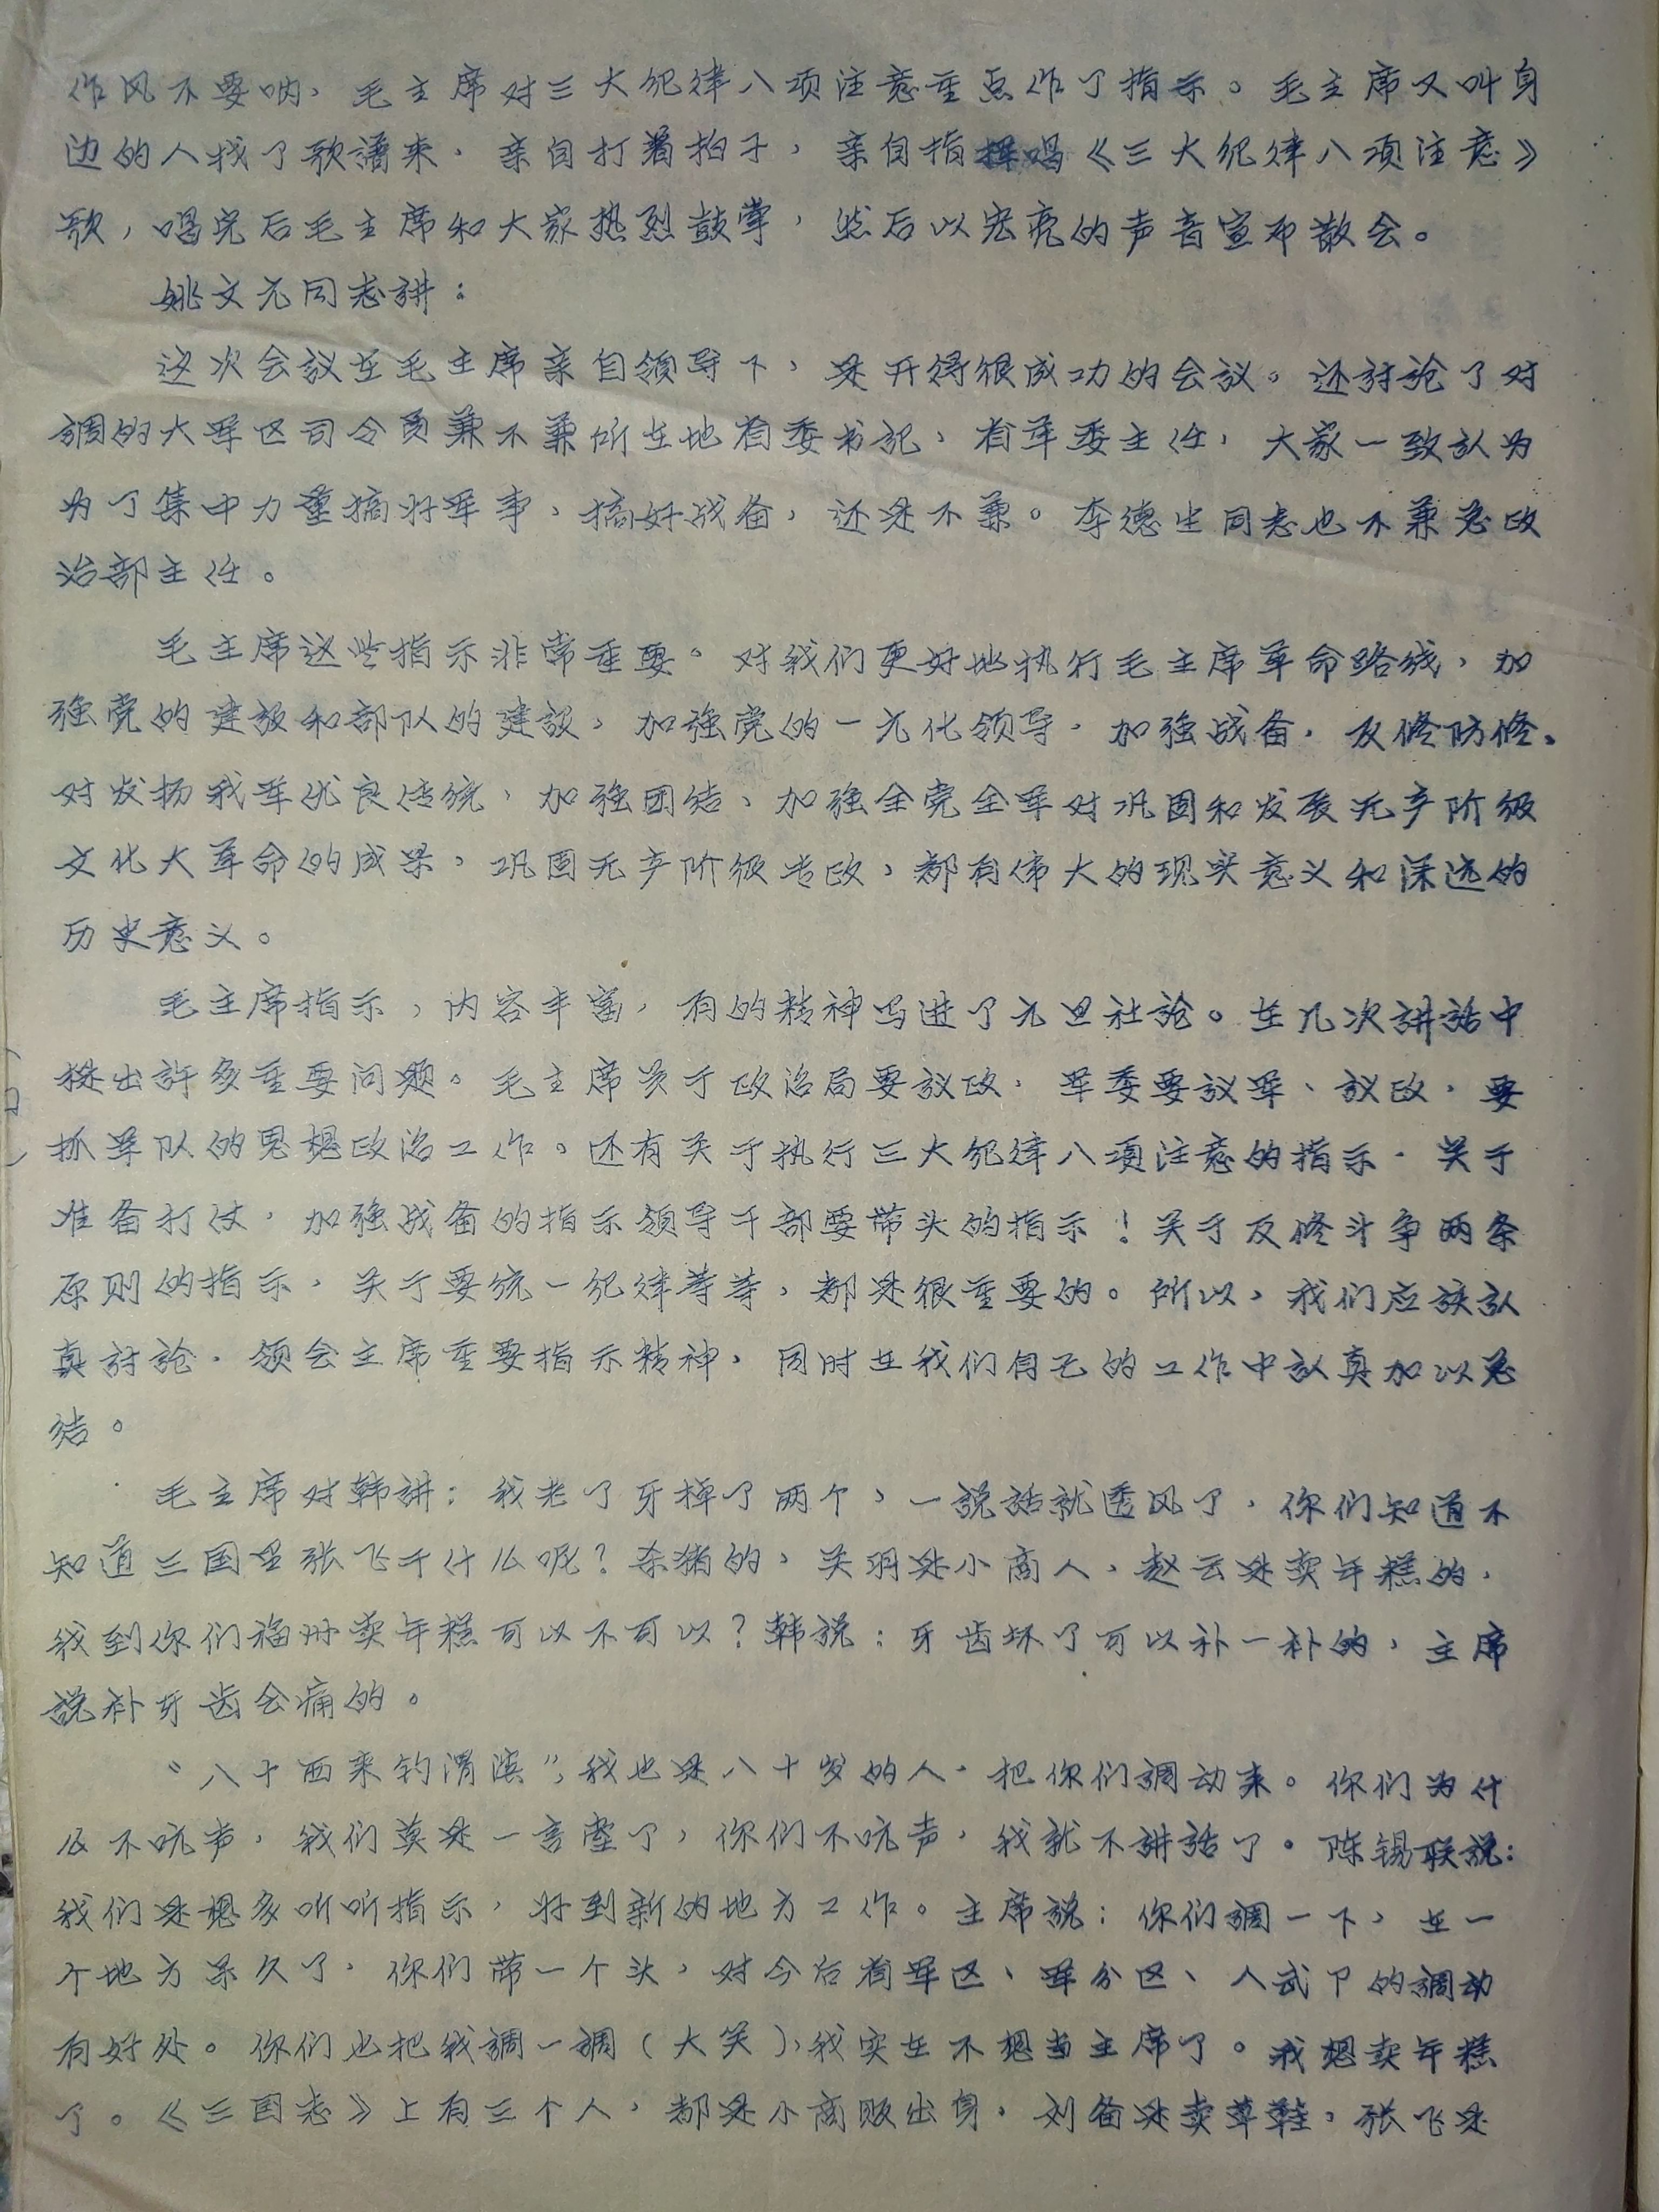 作风不要呐，毛主席对三大纪律八项注意重点作了指示。毛主席又叫身
边的人找了歌譜来，亲自打着拍子，亲自指揮唱《三大纪律八项注意》
歌，唱完后毛主席和大家热烈鼓掌，然后以宏亮的声音宣布散会。
姚文元同志讲：
这次会议在毛主席亲自领导下，是开得很成功的会议。还討論了对
調的大军区司令员兼不兼所在地省委书記，省革委主任，大家一致认为
为了集中力量搞好军事，搞好战备，还是不兼。李德生同志也不兼总政
治部主任。
毛主席这些指示非常重要。对我们更好地执行毛主席革命路线，加
强党的建設和部队的建設，加强党的一元化领导，加强战备，反修防修、
对发扬我军优良传统，加强团结、加强全党全军对巩固和发展无产阶级
文化大革命的成果，巩固无产阶级专政，都有伟大的现实意义和深远的
历史意义。
毛主席指示，内容丰富，有的精神写进了元旦社論。在几次讲話中
提出許多重要问题。毛主席关于政治局要议政，军委要议军、议政，要
抓军队的思想政治工作。还有关于执行三大纪律八项注意的指示，关于
准备打仗，加强战备的指示领导干部要带头的指示！关于反修斗争两条
原则的指示，关于要统一纪律等等，都是很重要的。所以，我们应该认
真討論，领会主席重要指示精神，同时在我们自己的工作中认真加以总
结。
毛主席对韩讲：我老了牙掉了两个，一說話就透风了，你们知道不
知道三国里张飞干什么呢？杀猪的，关羽是小商人，赵云是卖年糕的，
我到你们福州卖年糕可以不可以？韩說：牙齿坏了可以补一补的，主席
說补牙齿会痛的。
“八十西来钓渭滨”，我也是八十岁的人，把你们調动来。你们为什
么不吭声，我们莫是一言堂了，你们不吭声，我就不讲話了。陈锡联說：
我们是想多听听指示，好到新的地方工作。主席說：你们調一下，在一
个地方呆久了，你们带一个头，对今后省军区、军分区、人武卩的調动
有好处。你们也把我調一調（大笑），我实在不想当主席了。我想卖年糕
了。《三国志》上有三个人，都是小商贩出身，刘备是卖草鞋，张飞是